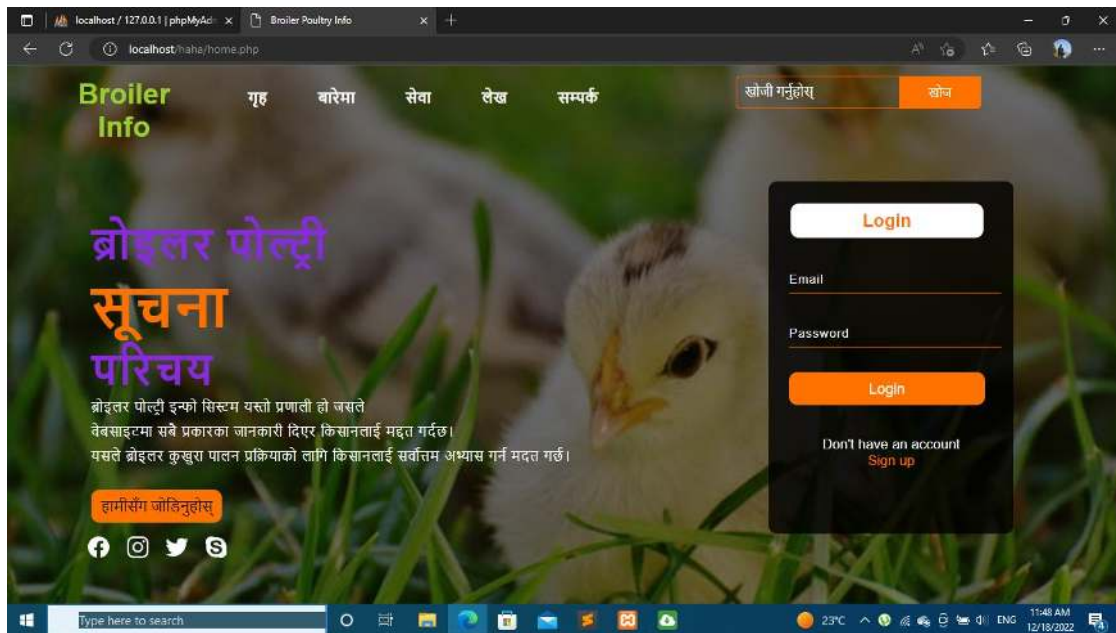 localhost / 127.0.0.1 | phpMyAd
Broiler Poultry Info
localhost/haha/home.php
Broiler
Info
गृह
बारेमा
सेवा
लेख
सम्पर्क
खोजी गर्नुहोस्
खोज
ब्रोइलर पोल्ट्री
सूचना
परिचय
ब्रोइलर पोल्ट्री इन्फो सिस्टम यस्तो प्रणाली हो जसले
वेबसाइटमा सबै प्रकारका जानकारी दिएर किसानलाई मद्दत गर्दछ।
यसले ब्रोइलर कुखुरा पालन प्रक्रियाको लागि किसानलाई सर्वोत्तम अभ्यास गर्न मदत गर्छ।
हामीसँग जोडिनुहोस्
Login
Email
Password
Login
Don't have an account
Sign up
Type here to search
23°C
ENG
11:48 AM
12/18/2022